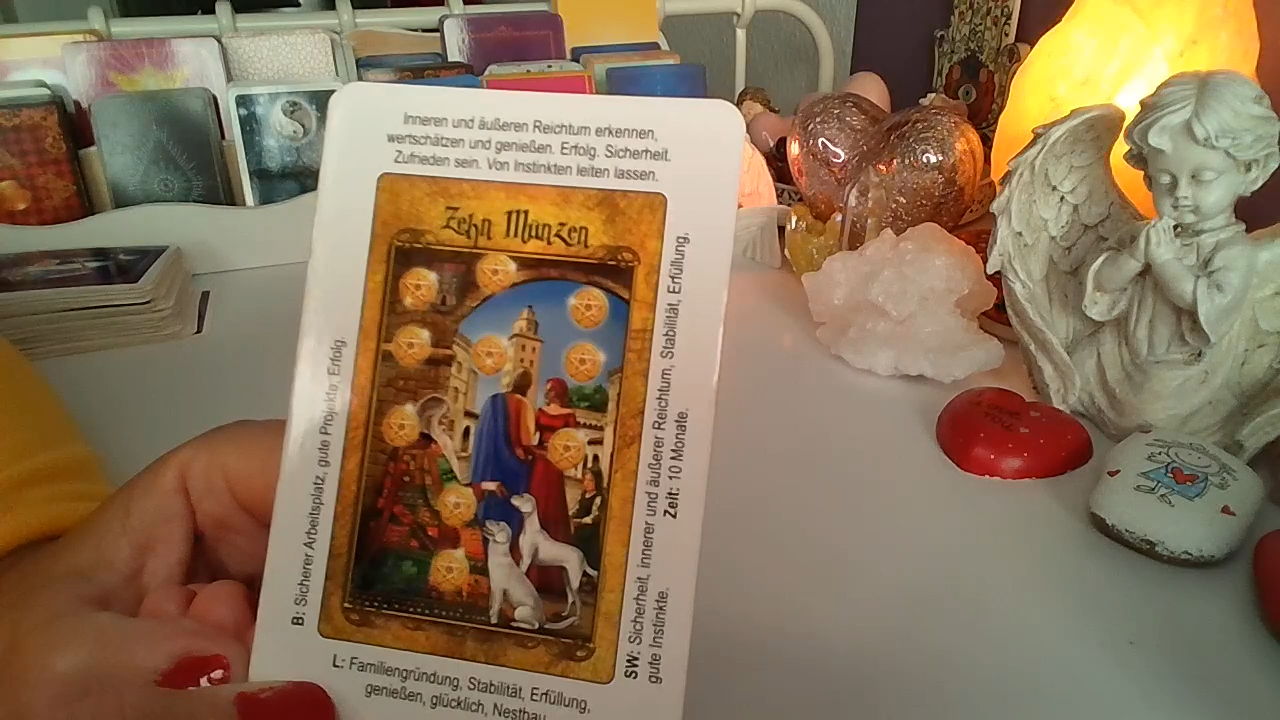 Inneren und äußeren Reichtum erkennen,
wertschätzen und genießen. Erfolg. Sicherheit.
Zufrieden sein. Von Instinkten leiten lassen.
Zehn Münzen
B: Sicherer Arbeitsplatz, gute Projekte, Erfolg.
SW: Sicherheit, innerer und äußerer Reichtum, Stabilität, Erfüllung,
gute Instinkte. Zeit: 10 Monate.
L: Familiengründung, Stabilität, Erfüllung,
genießen, glücklich, Nestbau